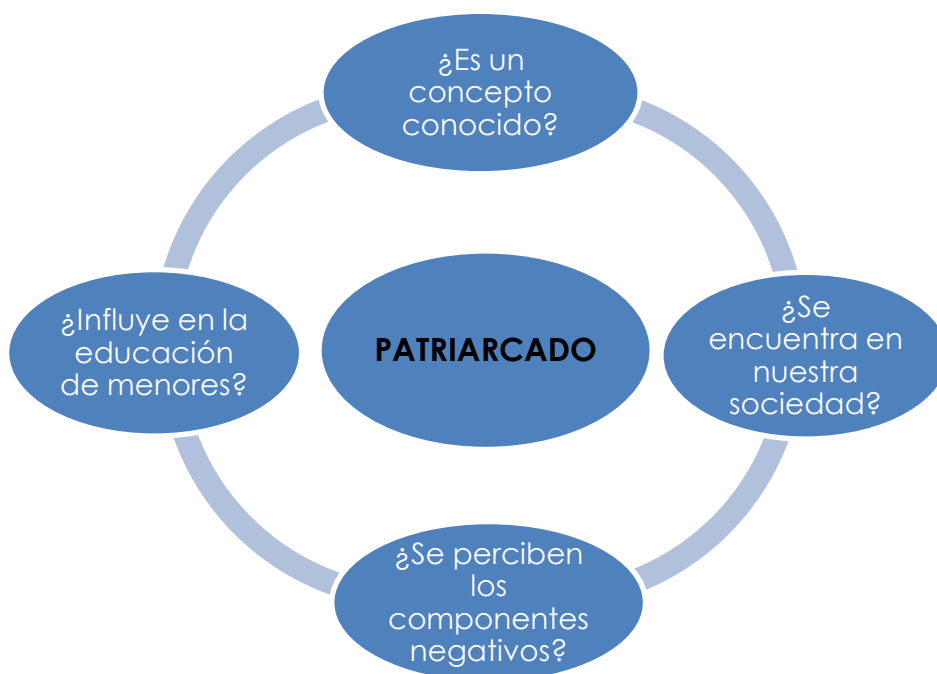 ¿Es un
concepto
conocido?
¿Influye en la
educación
de menores?
PATRIARCADO
¿Se
encuentra en
nuestra
sociedad?
¿Se perciben
los
componentes
negativos?